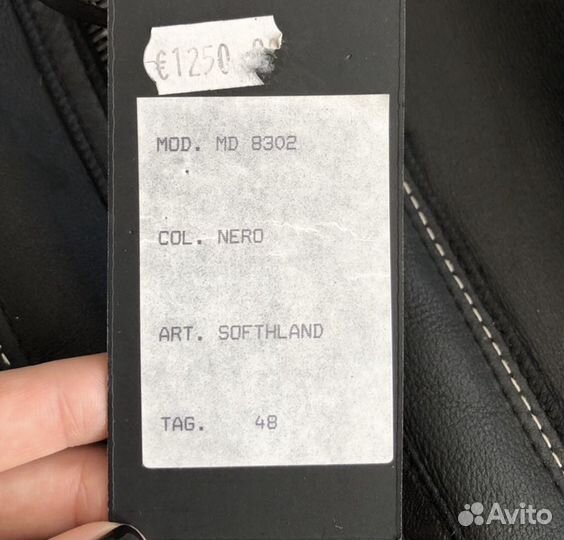 €1250
MOD. MD 8302
COL. NERO
ART. SOFTHLAND
TAG. 48
Avito